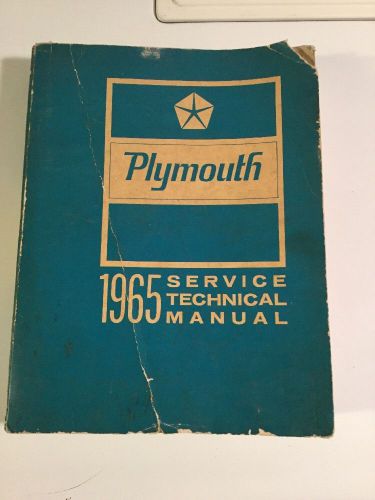 Plymouth
1965 SERVICE
TECHNICAL
MANUAL